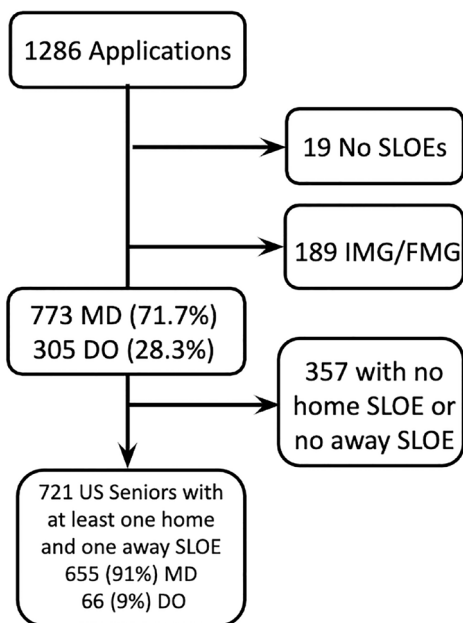 1286 Applications
19 No SLOEs
189 IMG/FMG
773 MD (71.7%)
305 DO (28.3%)
357 with no
home SLOE or
no away SLOE
721 US Seniors with
at least one home
and one away SLOE
655 (91%) MD
66 (9%) DO